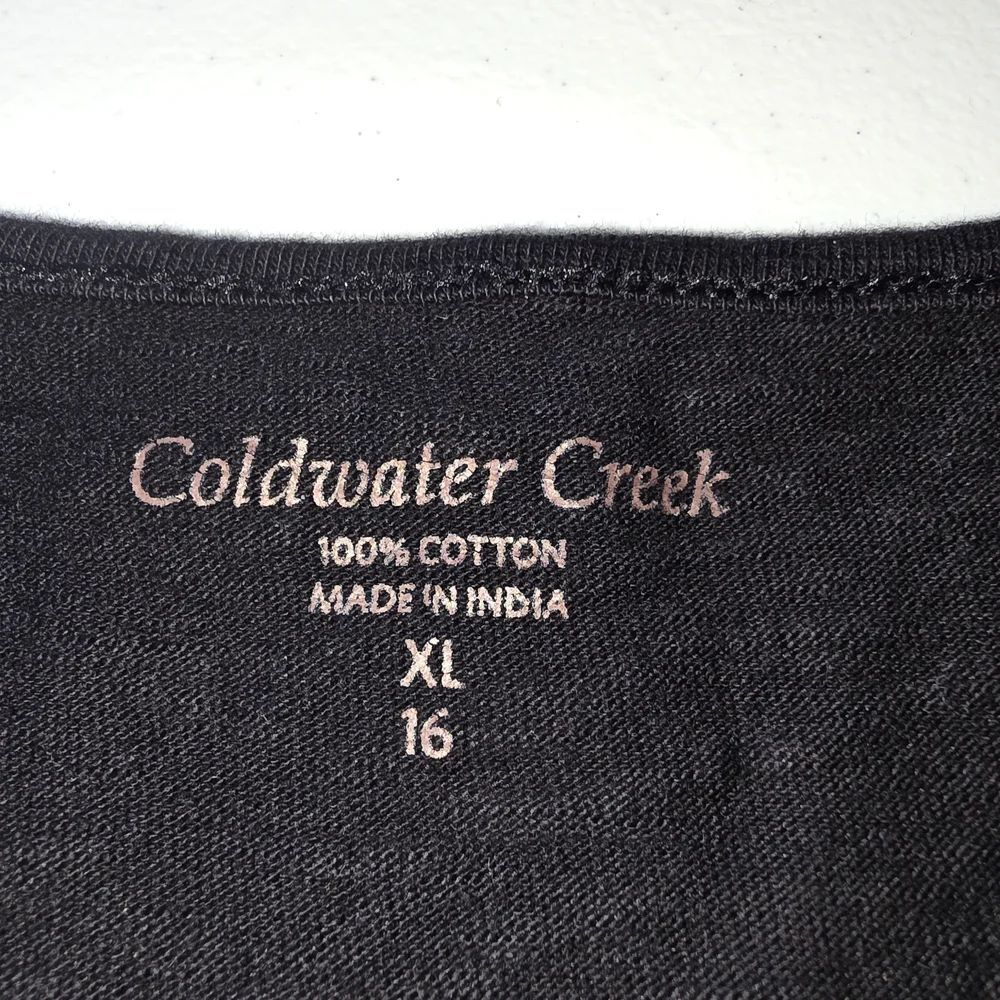 Coldwater Creek
100% COTTON
MADE IN INDIA
XL
16